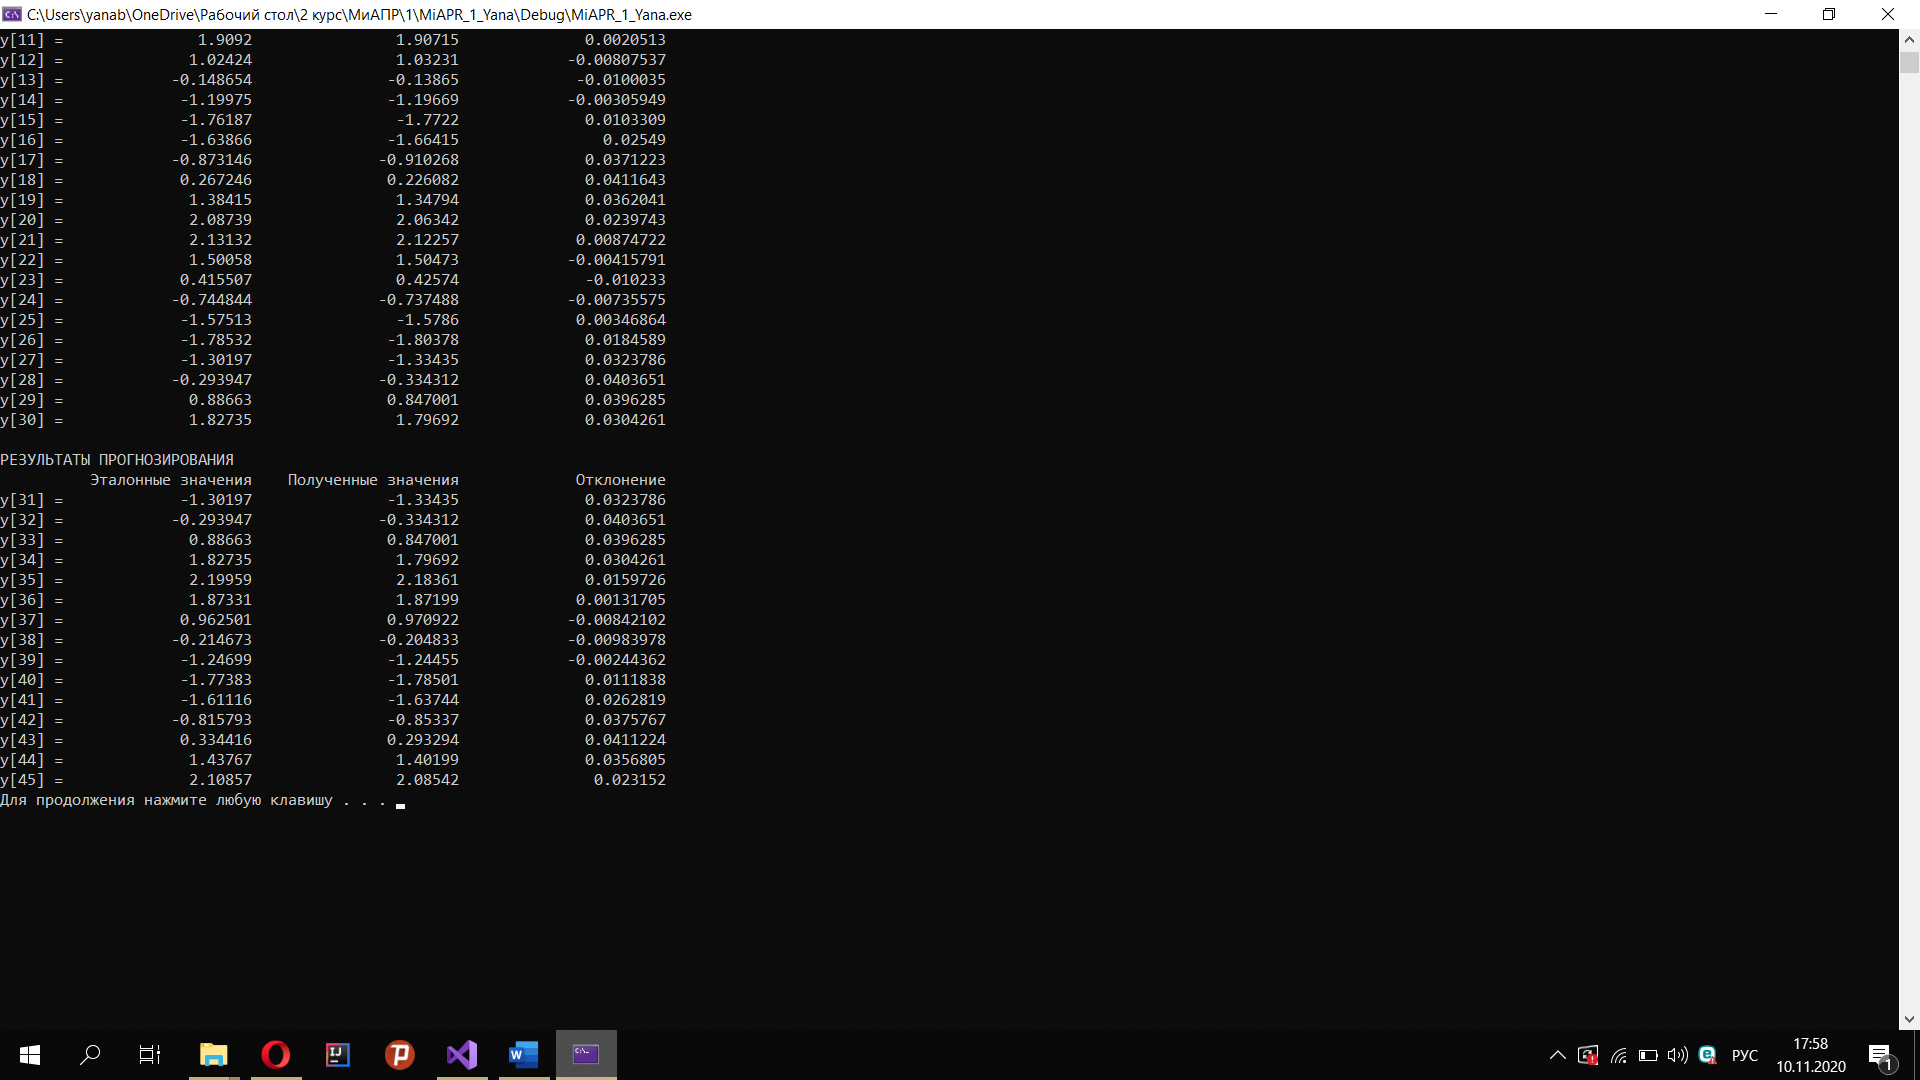 C:\Users\yanab\OneDrive\Рабочий стол\2 курс\МиАПР\1\MiAPR_1_Yana\Debug\MiAPR_1_Yana.exe
y[11] = 1.9092 1.90715 0.0020513
y[12] = 1.02424 1.03231 -0.00807537
y[13] = -0.148654 -0.13865 -0.0100035
y[14] = -1.19975 -1.19669 -0.00305949
y[15] = -1.76187 -1.7722 0.0103309
y[16] = -1.63866 -1.66415 0.02549
y[17] = -0.873146 -0.910268 0.0371223
y[18] = 0.267246 0.226082 0.0411643
y[19] = 1.38415 1.34794 0.0362041
y[20] = 2.08739 2.06342 0.0239743
y[21] = 2.13132 2.12257 0.00874722
y[22] = 1.50058 1.50473 -0.00415791
y[23] = 0.415507 0.42574 -0.010233
y[24] = -0.744844 -0.737488 -0.00735575
y[25] = -1.57513 -1.5786 0.00346864
y[26] = -1.78532 -1.80378 0.0184589
y[27] = -1.30197 -1.33435 0.0323786
y[28] = -0.293947 -0.334312 0.0403651
y[29] = 0.88663 0.847001 0.0396285
y[30] = 1.82735 1.79692 0.0304261
РЕЗУЛЬТАТЫ ПРОГНОЗИРОВАНИЯ
Эталонные значения Полученные значения Отклонение
y[31] = -1.30197 -1.33435 0.0323786
y[32] = -0.293947 -0.334312 0.0403651
y[33] = 0.88663 0.847001 0.0396285
y[34] = 1.82735 1.79692 0.0304261
y[35] = 2.19959 2.18361 0.0159726
y[36] = 1.87331 1.87199 0.00131705
y[37] = 0.962501 0.970922 -0.00842102
y[38] = -0.214673 -0.204833 -0.00983978
y[39] = -1.24699 -1.24455 -0.00244362
y[40] = -1.77383 -1.78501 0.0111838
y[41] = -1.61116 -1.63744 0.0262819
y[42] = -0.815793 -0.85337 0.0375767
y[43] = 0.334416 0.293294 0.0411224
y[44] = 1.43767 1.40199 0.0356805
y[45] = 2.10857 2.08542 0.023152
Для продолжения нажмите любую клавишу . . .
РУС
17:58
10.11.2020
1